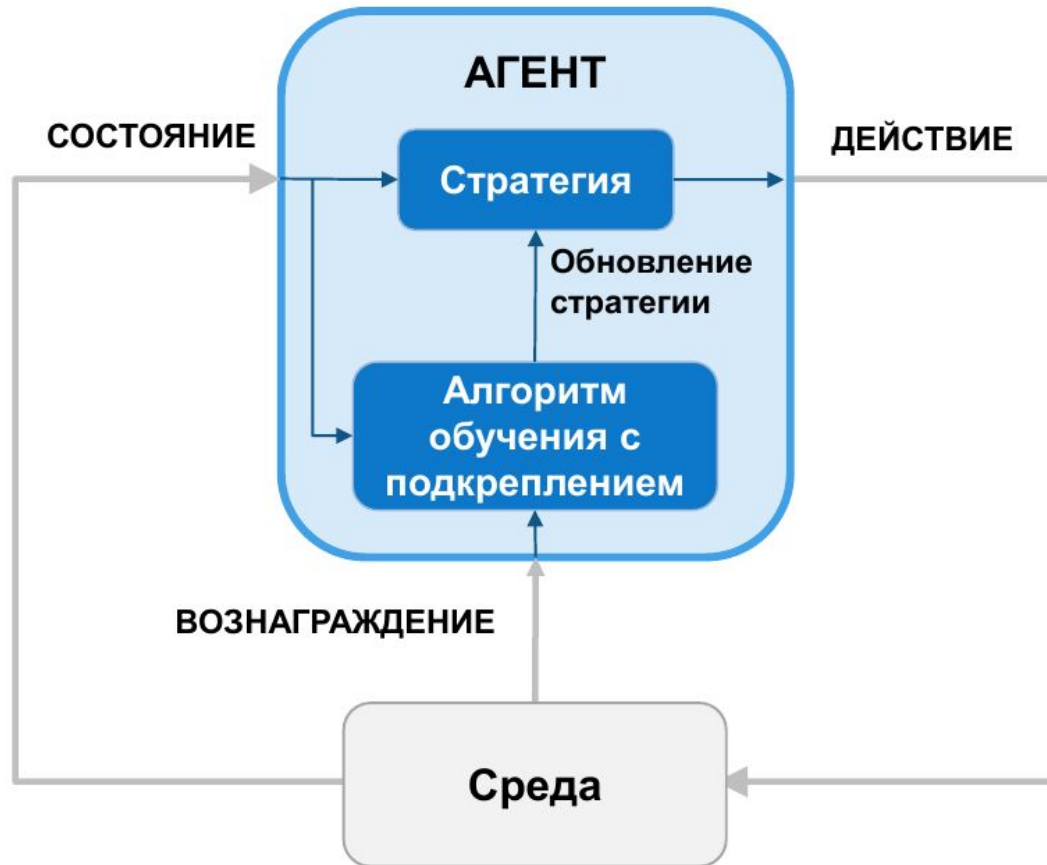 АГЕНТ
СОСТОЯНИЕ
ДЕЙСТВИЕ
Стратегия
Обновление
стратегии
Алгоритм
обучения с
подкреплением
ВОЗНАГРАЖДЕНИЕ
Среда